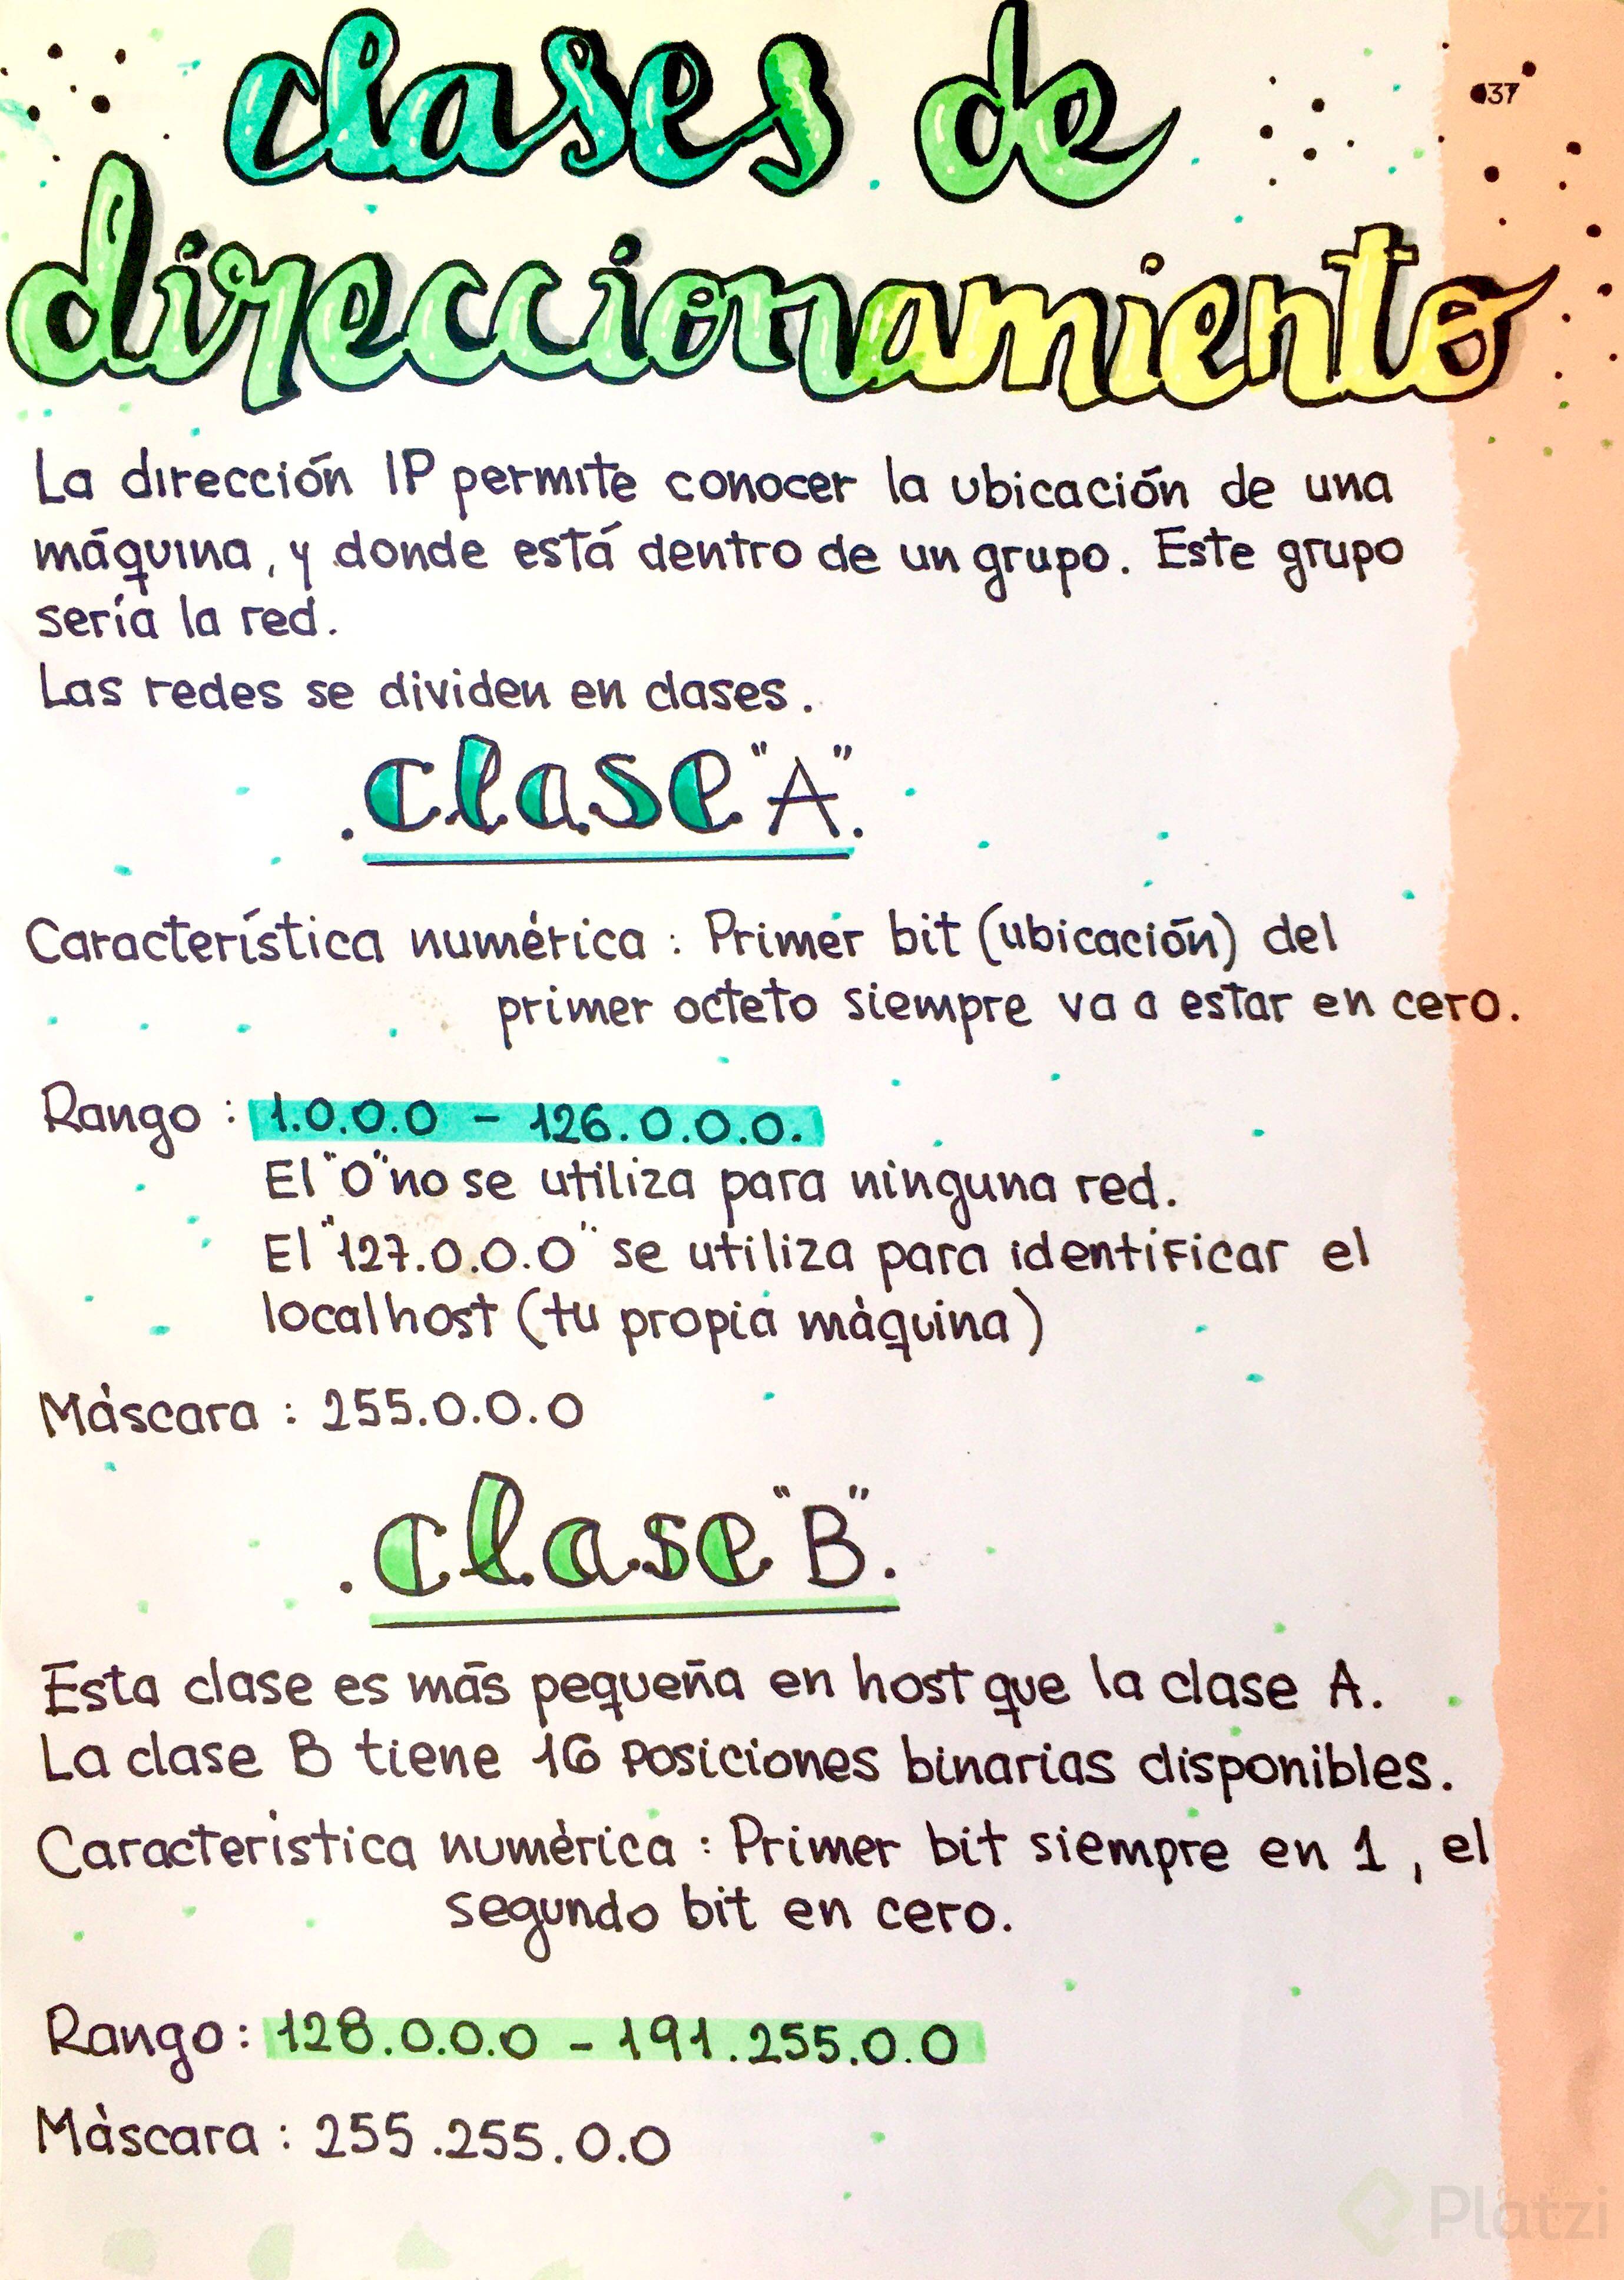 clases de
37
direccionamiento
La dirección IP permite conocer la ubicación de una
máquina, y donde está dentro de un grupo. Este grupo
sería la red.
Las redes se dividen en clases.
.clase "A".
Característica numérica : Primer bit (ubicación) del
primer octeto siempre va a estar en cero.
Rango : 1.0.0.0 - 126.0.0.0.
El "0" no se utiliza para ninguna red.
El "127.0.0.0" se utiliza para identificar el
localhost (tu propia máquina)
Máscara : 255.0.0.0
.clase "B".
Esta clase es más pequeña en host que la clase A.
La clase B tiene 16 posiciones binarias disponibles.
Característica numérica : Primer bit siempre en 1, el
segundo bit en cero.
Rango: 128.0.0.0 - 191.255.0.0
Máscara : 255.255.0.0
Platzi